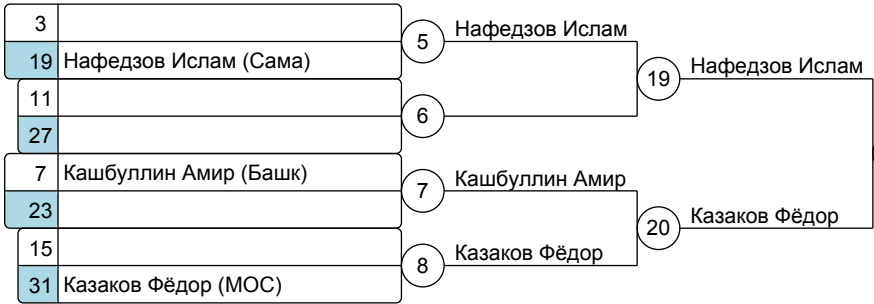 3
19 Нафедзов Ислам (Сама)
5 Нафедзов Ислам
11
27
6
19 Нафедзов Ислам
7 Кашбуллин Амир (Башк)
23
7 Кашбуллин Амир
15
31 Казаков Фёдор (МОС)
8 Казаков Фёдор
20 Казаков Фёдор